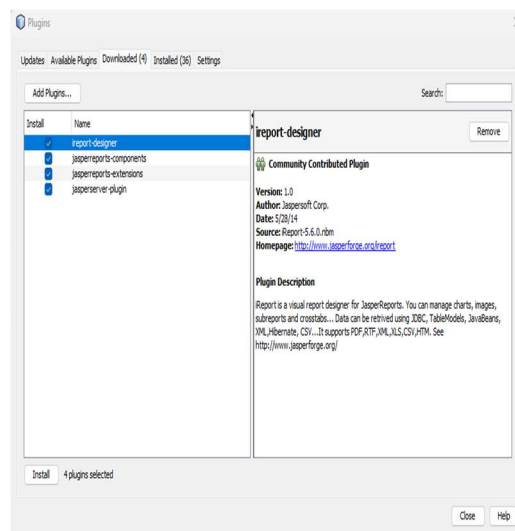 Plugins
Updates Available Plugins Downloaded (4) Installed (36) Settings
Add Plugins...
Search:
Install Name
ireport-designer
jasperreports-components
jasperreports-extensions
jasperserver-plugin
ireport-designer
Remove
Community Contributed Plugin
Version: 1.0
Author: Jaspersoft Corp.
Date: 5/28/14
Source: Report-5.6.0.nbm
Homepage: http://www.jasperforge.org/ireport
Plugin Description
iReport is a visual report designer for JasperReports. You can manage charts, images,
subreports and crosstabs... Data can be retrived using JDBC, TableModels, JavaBeans,
XML,Hibernate, CSV...It supports PDF,RTF,XML,XLS,CSV,HTM. See
http://www.jasperforge.org/
Install 4 plugins selected
Close Help